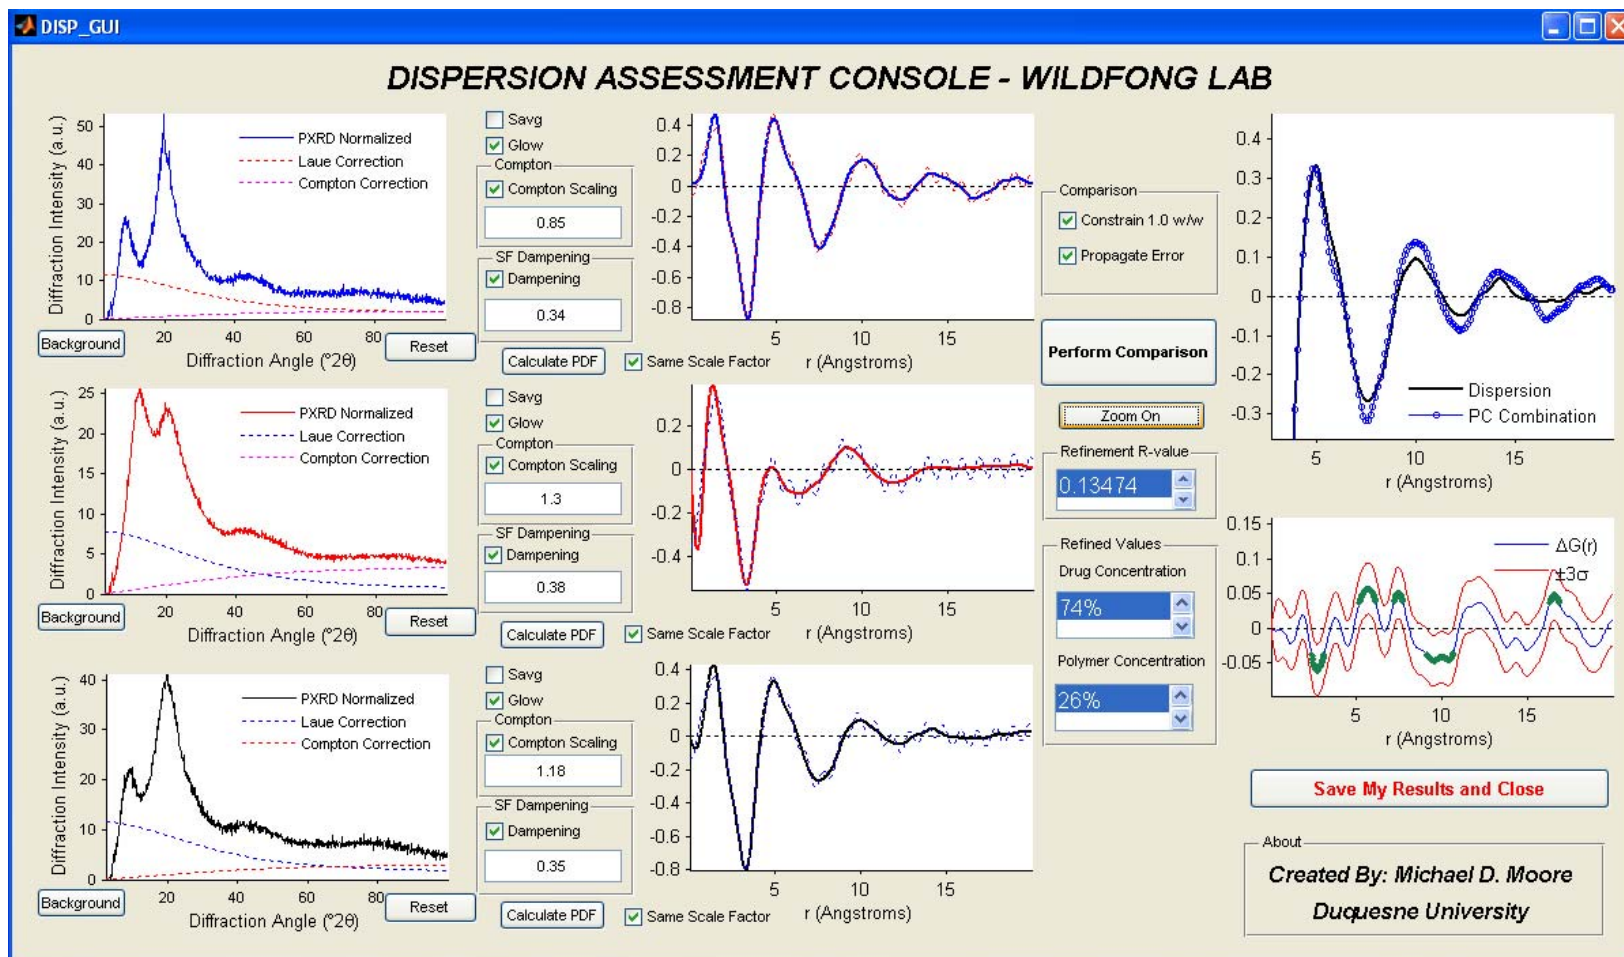 DISP_GUI
DISPERSION ASSESSMENT CONSOLE - WILDFONG LAB
Diffraction Intensity (a.u.)
50
40
30
20
10
0
PXRD Normalized
Laue Correction
Compton Correction
20 40 60 80
Diffraction Angle (°2θ)
Background
Reset
Savg
Glow
Compton
Compton Scaling
0.85
SF Dampening
Dampening
0.34
Calculate PDF
Same Scale Factor
0.4
0.2
0
-0.2
-0.4
-0.6
-0.8
5 10 15
r (Angstroms)
Diffraction Intensity (a.u.)
25
20
15
10
5
0
PXRD Normalized
Laue Correction
Compton Correction
20 40 60 80
Diffraction Angle (°2θ)
Background
Reset
Savg
Glow
Compton
Compton Scaling
1.3
SF Dampening
Dampening
0.38
Calculate PDF
Same Scale Factor
0.2
0
-0.2
-0.4
5 10 15
r (Angstroms)
Diffraction Intensity (a.u.)
40
30
20
10
0
PXRD Normalized
Laue Correction
Compton Correction
20 40 60 80
Diffraction Angle (°2θ)
Background
Reset
Savg
Glow
Compton
Compton Scaling
1.18
SF Dampening
Dampening
0.35
Calculate PDF
Same Scale Factor
0.4
0.2
0
-0.2
-0.4
-0.6
-0.8
5 10 15
r (Angstroms)
Comparison
Constrain 1.0 w/w
Propagate Error
Perform Comparison
Zoom On
Refinement R-value
0.13474
Refined Values
Drug Concentration
74%
Polymer Concentration
26%
0.4
0.3
0.2
0.1
0
-0.1
-0.2
-0.3
Dispersion
PC Combination
5 10 15
r (Angstroms)
0.15
0.1
0.05
0
-0.05
ΔG(r)
±3σ
5 10 15
r (Angstroms)
Save My Results and Close
About
Created By: Michael D. Moore
Duquesne University